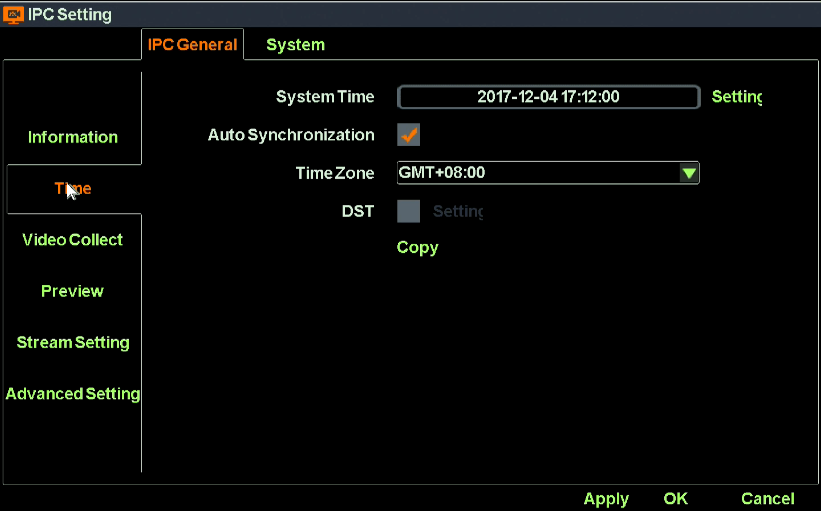 IPC Setting
IPC General System
System Time 2017-12-04 17:12:00 Setting
Information
Auto Synchronization
Time Zone GMT+08:00
Time
DST Setting
Video Collect
Copy
Preview
Stream Setting
Advanced Setting
Apply OK Cancel